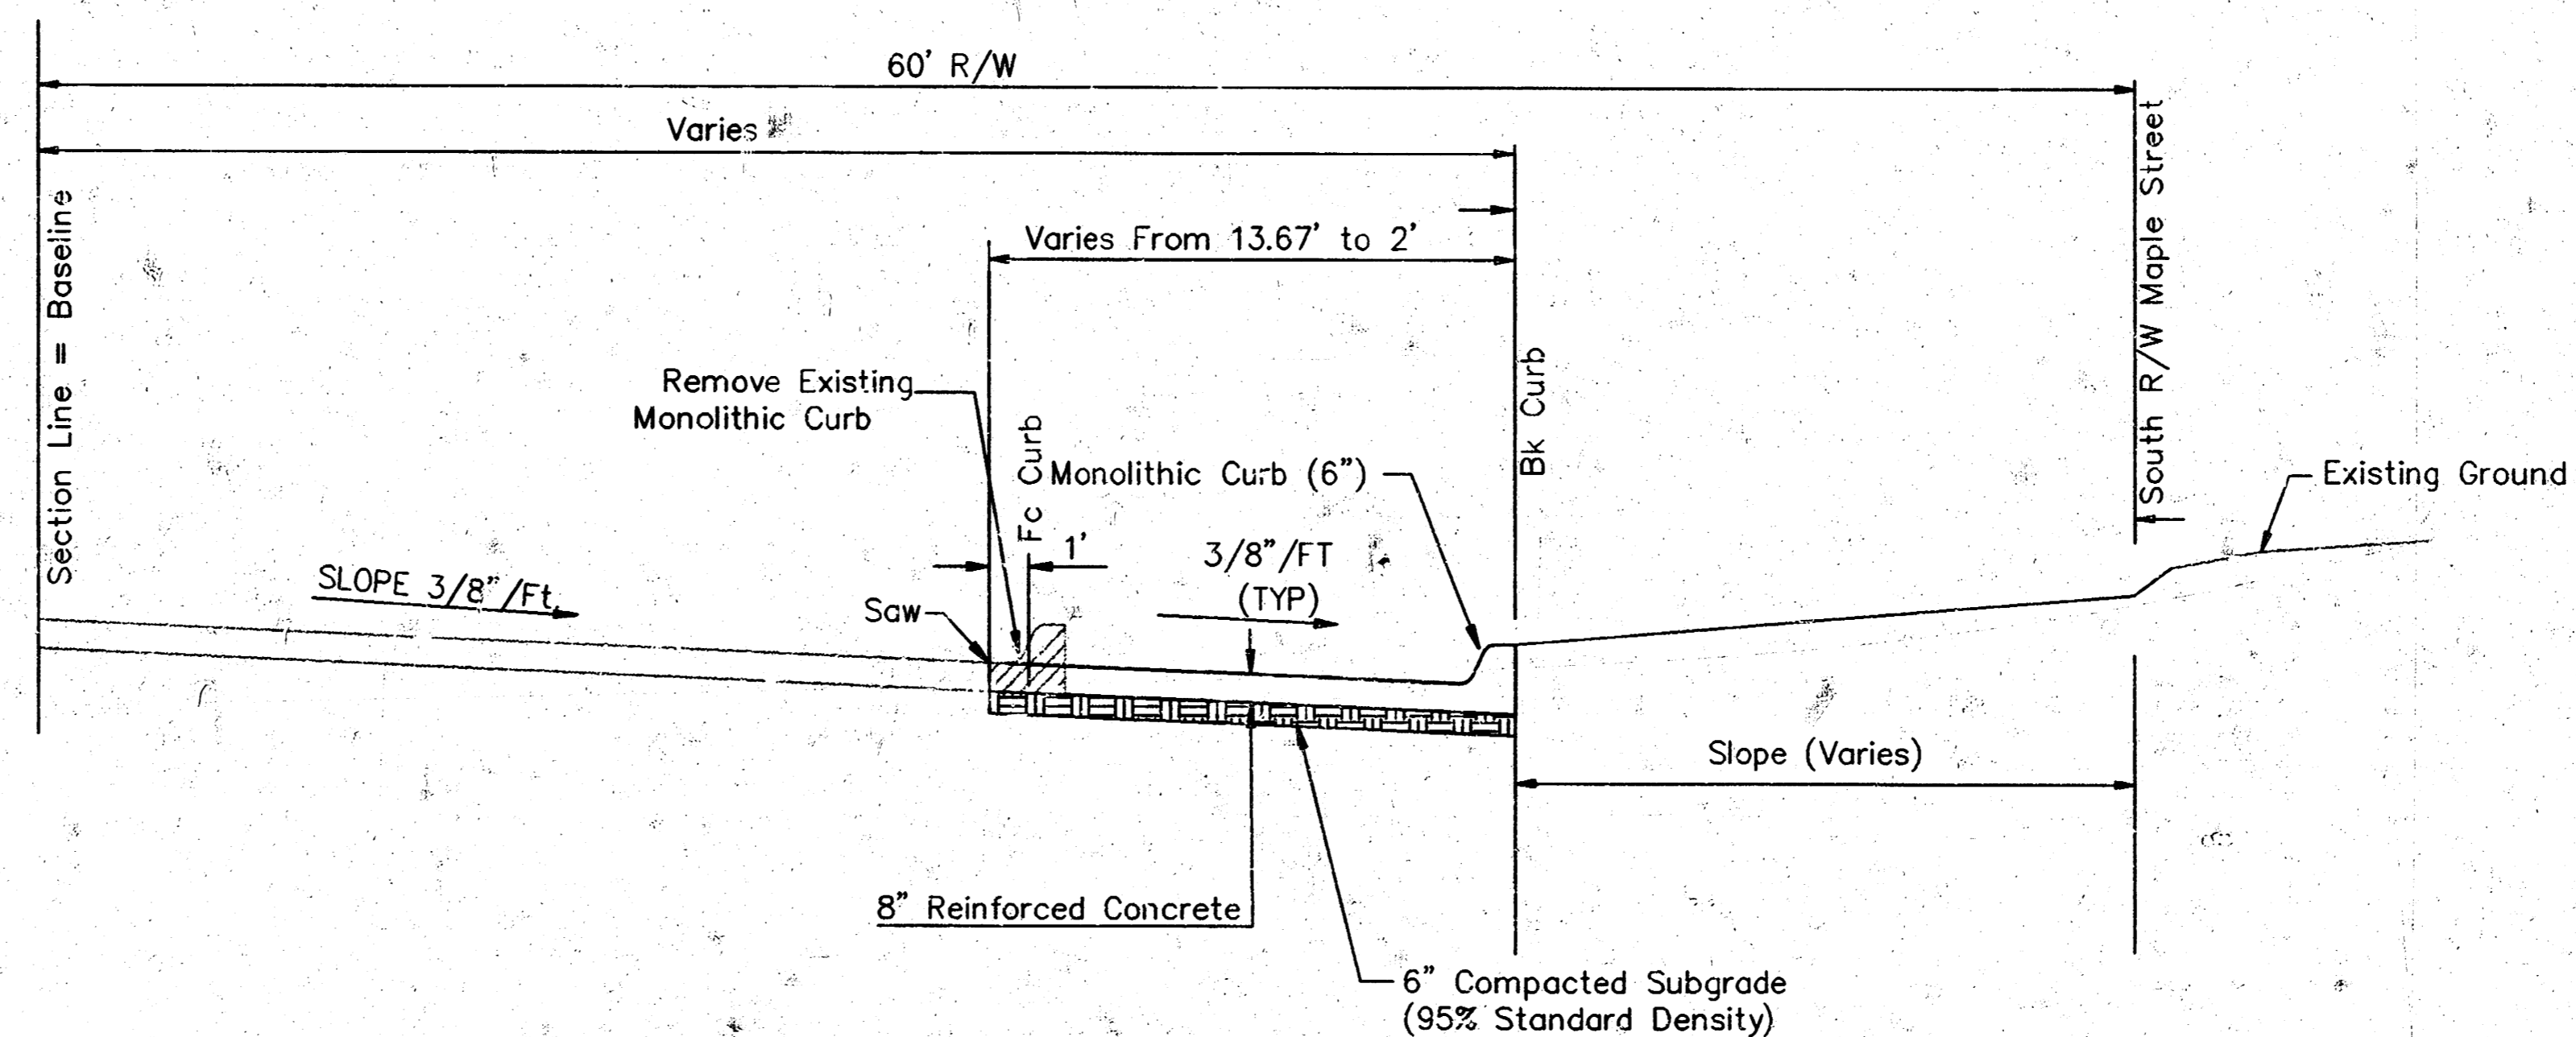 60' R/W
Varies
Section Line = Baseline
South R/W Maple Street
Varies From 13.67' to 2'
Remove Existing
Monolithic Curb
Fc Curb
Bk Curb
Monolithic Curb (6")
Existing Ground
1'
3/8"/FT
(TYP)
SLOPE 3/8"/Ft.
Saw
Slope (Varies)
8" Reinforced Concrete
6" Compacted Subgrade
(95% Standard Density)